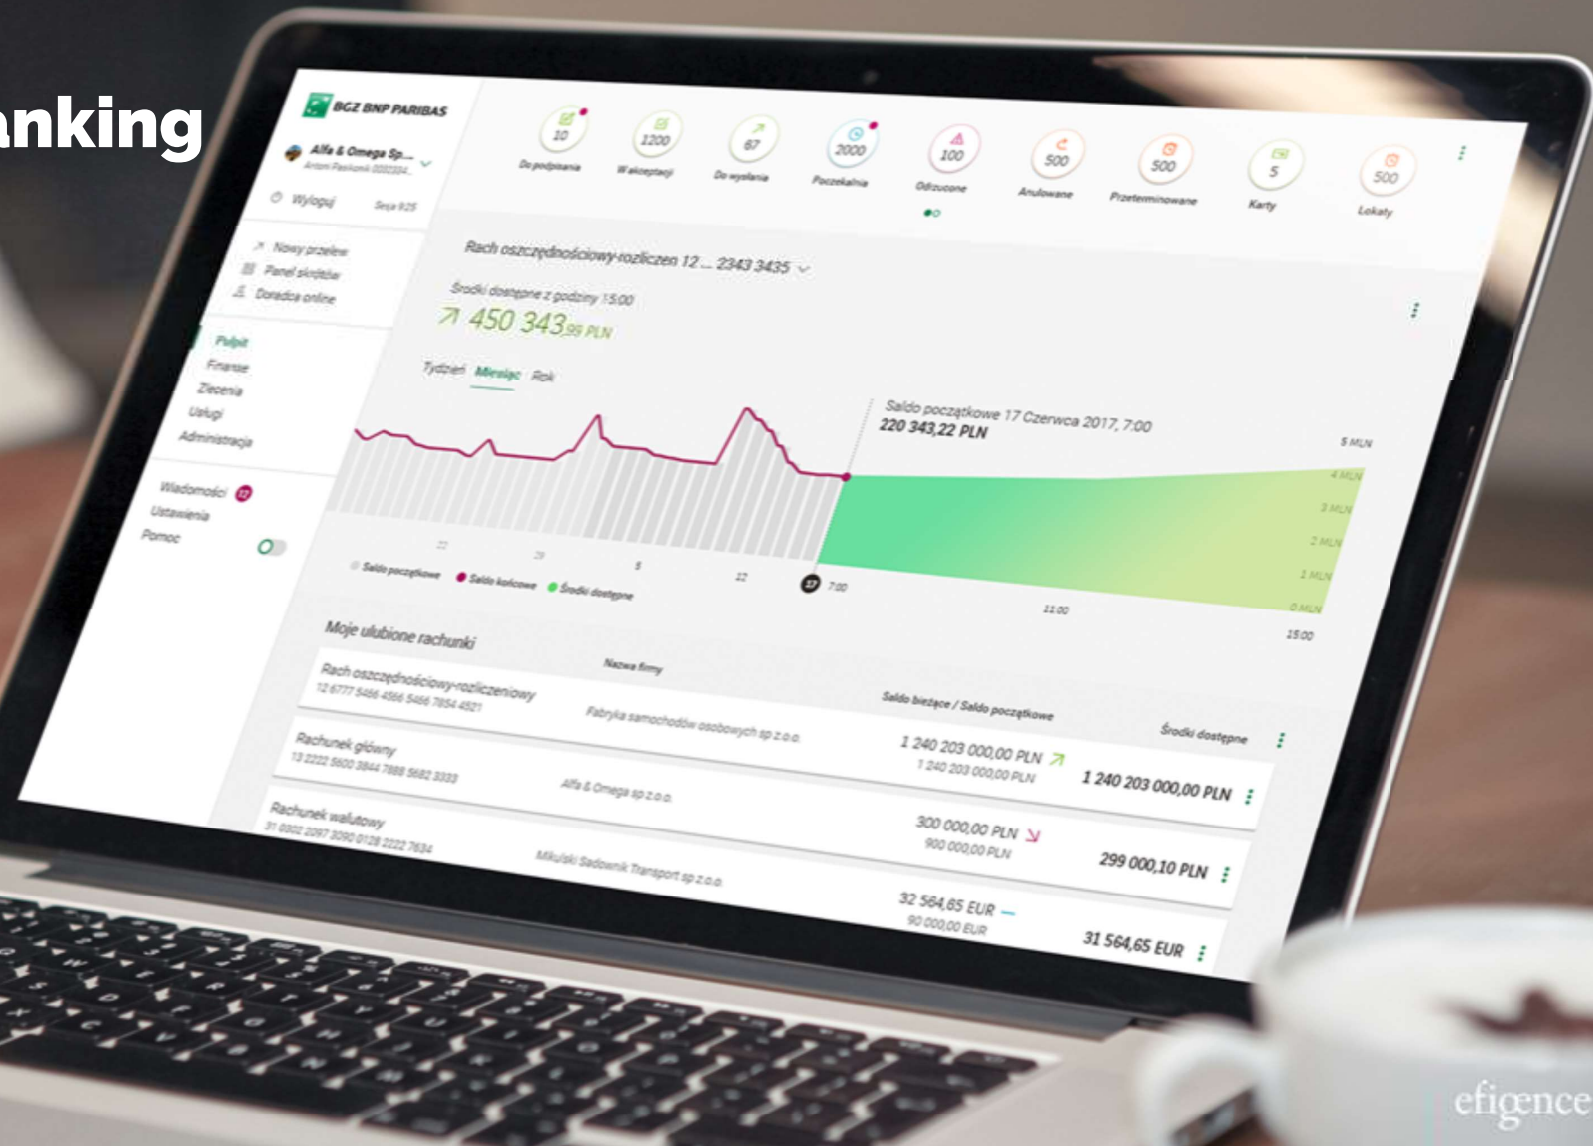 anking
BGZ BNP PARIBAS
Alfa & Omega Sp....
Wyloguj
Sesja 9:25
Nowy przelew
Panel skrótów
Doradca online
Pulpit
Finanse
Zlecenia
Usługi
Administracja
Wiadomości 12
Ustawienia
Pomoc
10
Do podpisania
1200
W akceptacji
67
Do wysłania
2000
Poczekalnia
100
Odrzucone
500
Anulowane
500
Przeterminowane
5
Karty
500
Lokaty
Rach oszczędnościowy-rozliczen 12 ... 2343 3435
Środki dostępne z godziny 15:00
450 343,99 PLN
Tydzień Miesiąc Rok
Saldo początkowe 17 Czerwca 2017, 7:00
220 343,22 PLN
5 MLN
4 MLN
3 MLN
2 MLN
1 MLN
0 MLN
22 29 5 12 17 7:00 11:00 15:00
Saldo początkowe Saldo końcowe Środki dostępne
Moje ulubione rachunki
Nazwa firmy
Saldo bieżące / Saldo początkowe
Środki dostępne
Rach oszczędnościowy-rozliczeniowy
12 6777 5466 4566 5466 7854 4521
Fabryka samochodów osobowych sp z.o.o.
1 240 203 000,00 PLN
1 240 203 000,00 PLN
1 240 203 000,00 PLN
Rachunek główny
13 2222 5600 3844 7888 5682 3333
Alfa & Omega sp z.o.o.
300 000,00 PLN
900 000,00 PLN
299 000,10 PLN
Rachunek walutowy
31 0002 2097 3090 0128 2222 7634
Mikulski Sadownik Transport sp z.o.o.
32 564,65 EUR
90 000,00 EUR
31 564,65 EUR
efigence